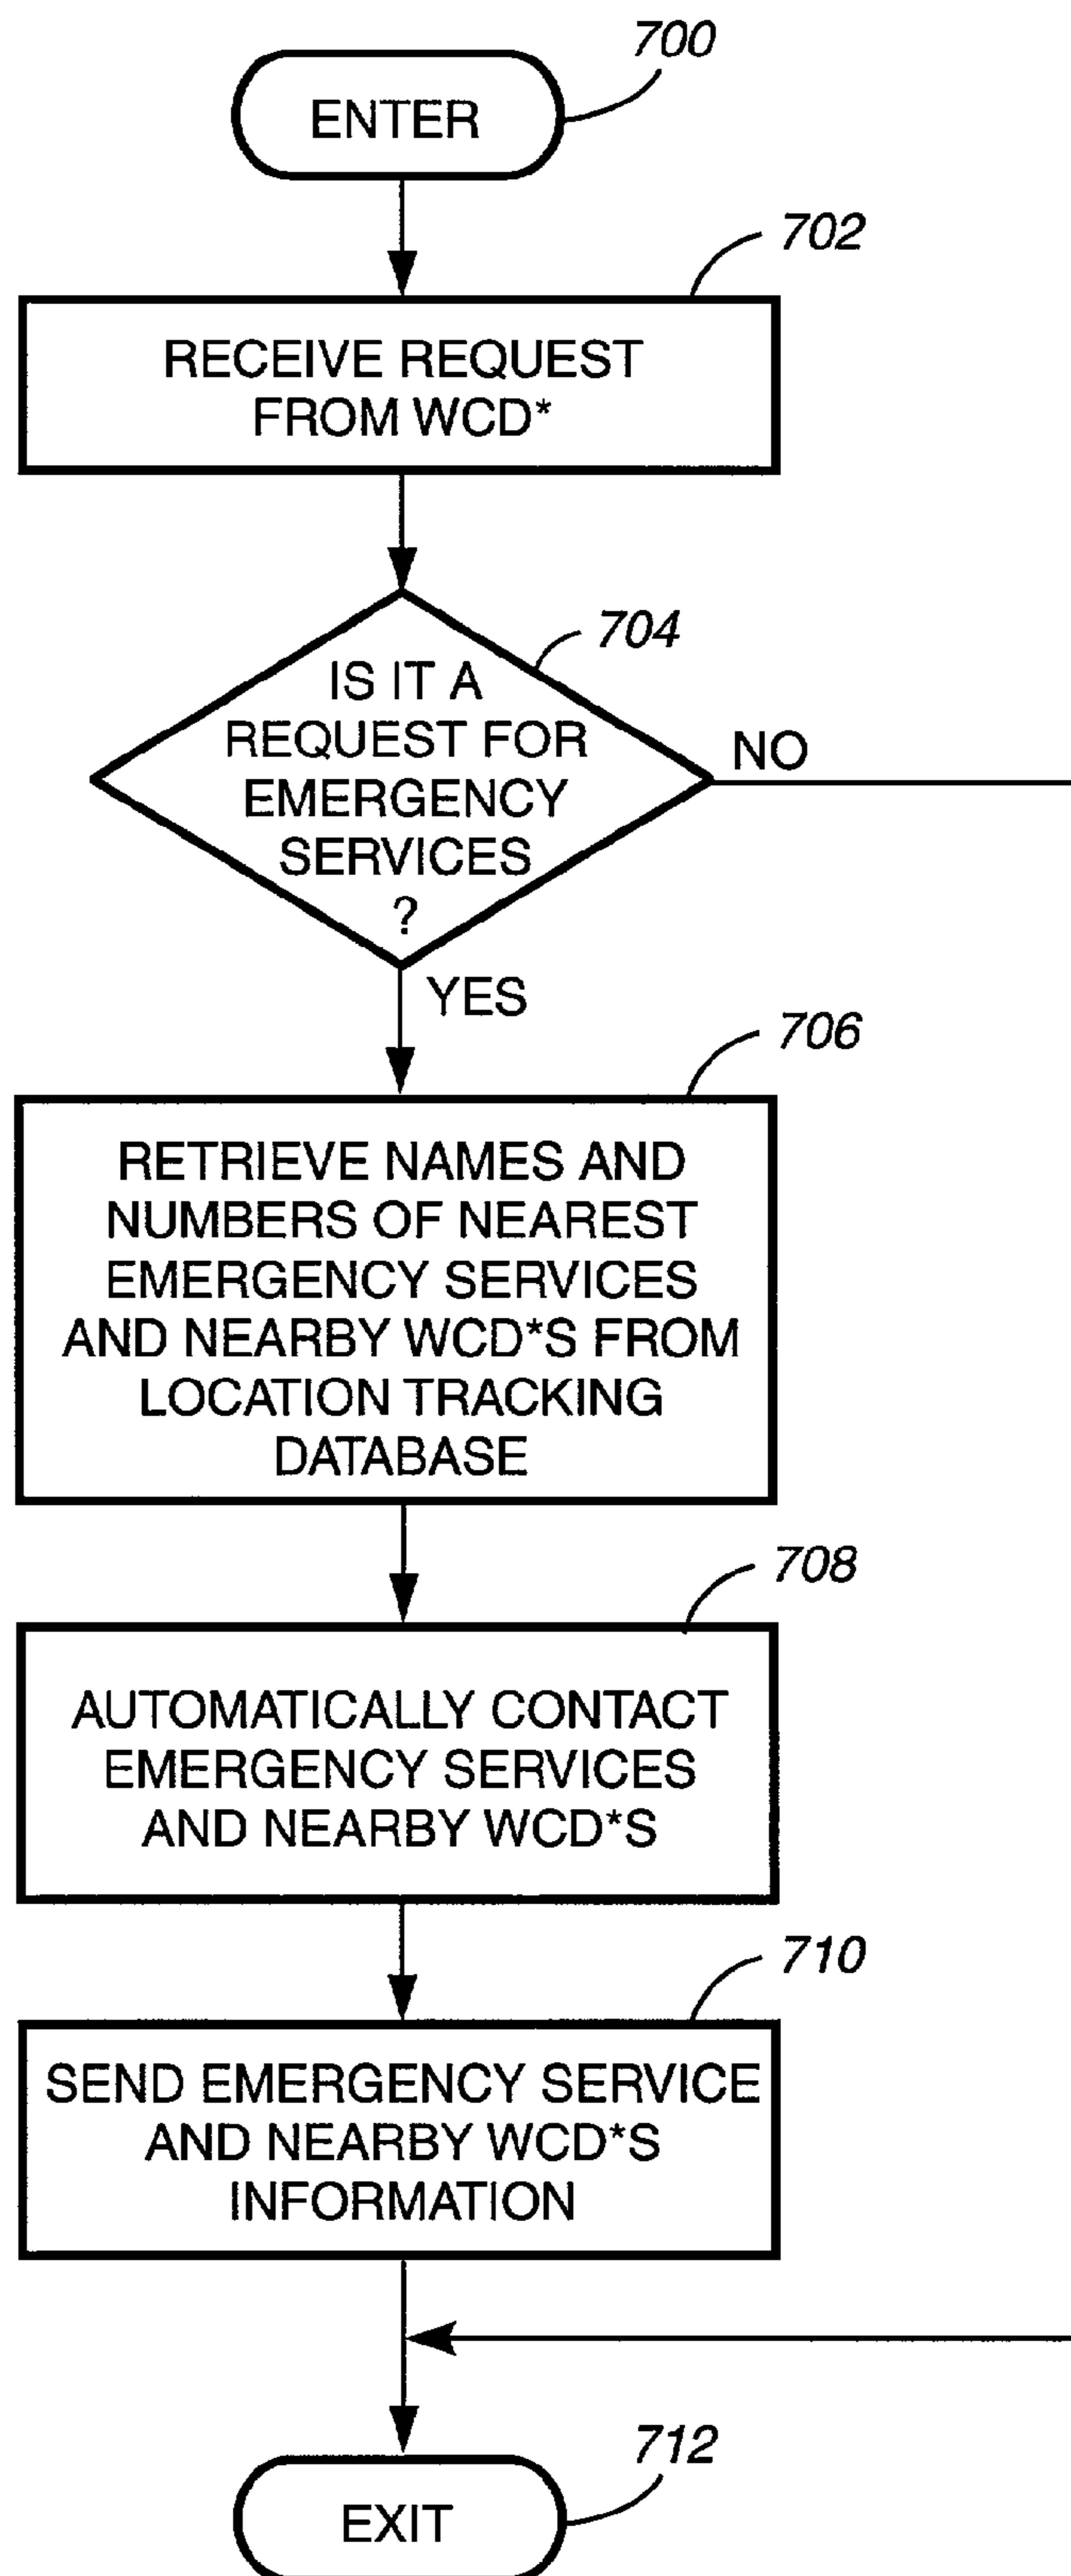 700
ENTER
702
RECEIVE REQUEST
FROM WCD*
704
IS IT A
REQUEST FOR
EMERGENCY
SERVICES
?
NO
YES
706
RETRIEVE NAMES AND
NUMBERS OF NEAREST
EMERGENCY SERVICES
AND NEARBY WCD*S FROM
LOCATION TRACKING
DATABASE
708
AUTOMATICALLY CONTACT
EMERGENCY SERVICES
AND NEARBY WCD*S
710
SEND EMERGENCY SERVICE
AND NEARBY WCD*S
INFORMATION
712
EXIT